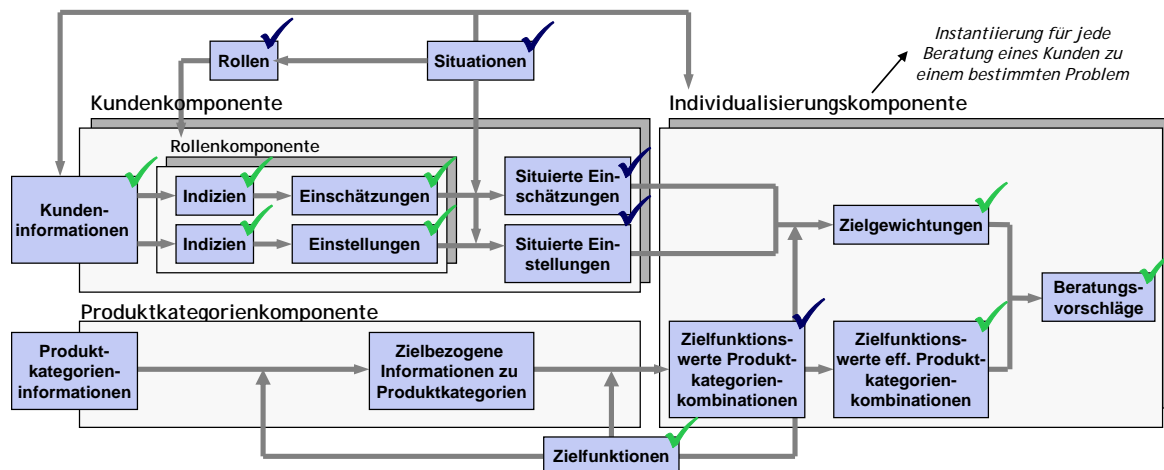 Instantiierung für jede
Beratung eines Kunden zu
einem bestimmten Problem
Rollen
Situationen
Kundenkomponente
Individualisierungskomponente
Rollenkomponente
Kunden-
informationen
Indizien
Einschätzungen
Situierte Ein-
schätzungen
Indizien
Einstellungen
Situierte Ein-
stellungen
Zielgewichtungen
Beratungs-
vorschläge
Produktkategorienkomponente
Produkt-
kategorien-
informationen
Zielbezogene
Informationen zu
Produktkategorien
Zielfunktions-
werte Produkt-
kategorien-
kombinationen
Zielfunktions-
werte eff. Produkt-
kategorien-
kombinationen
Zielfunktionen